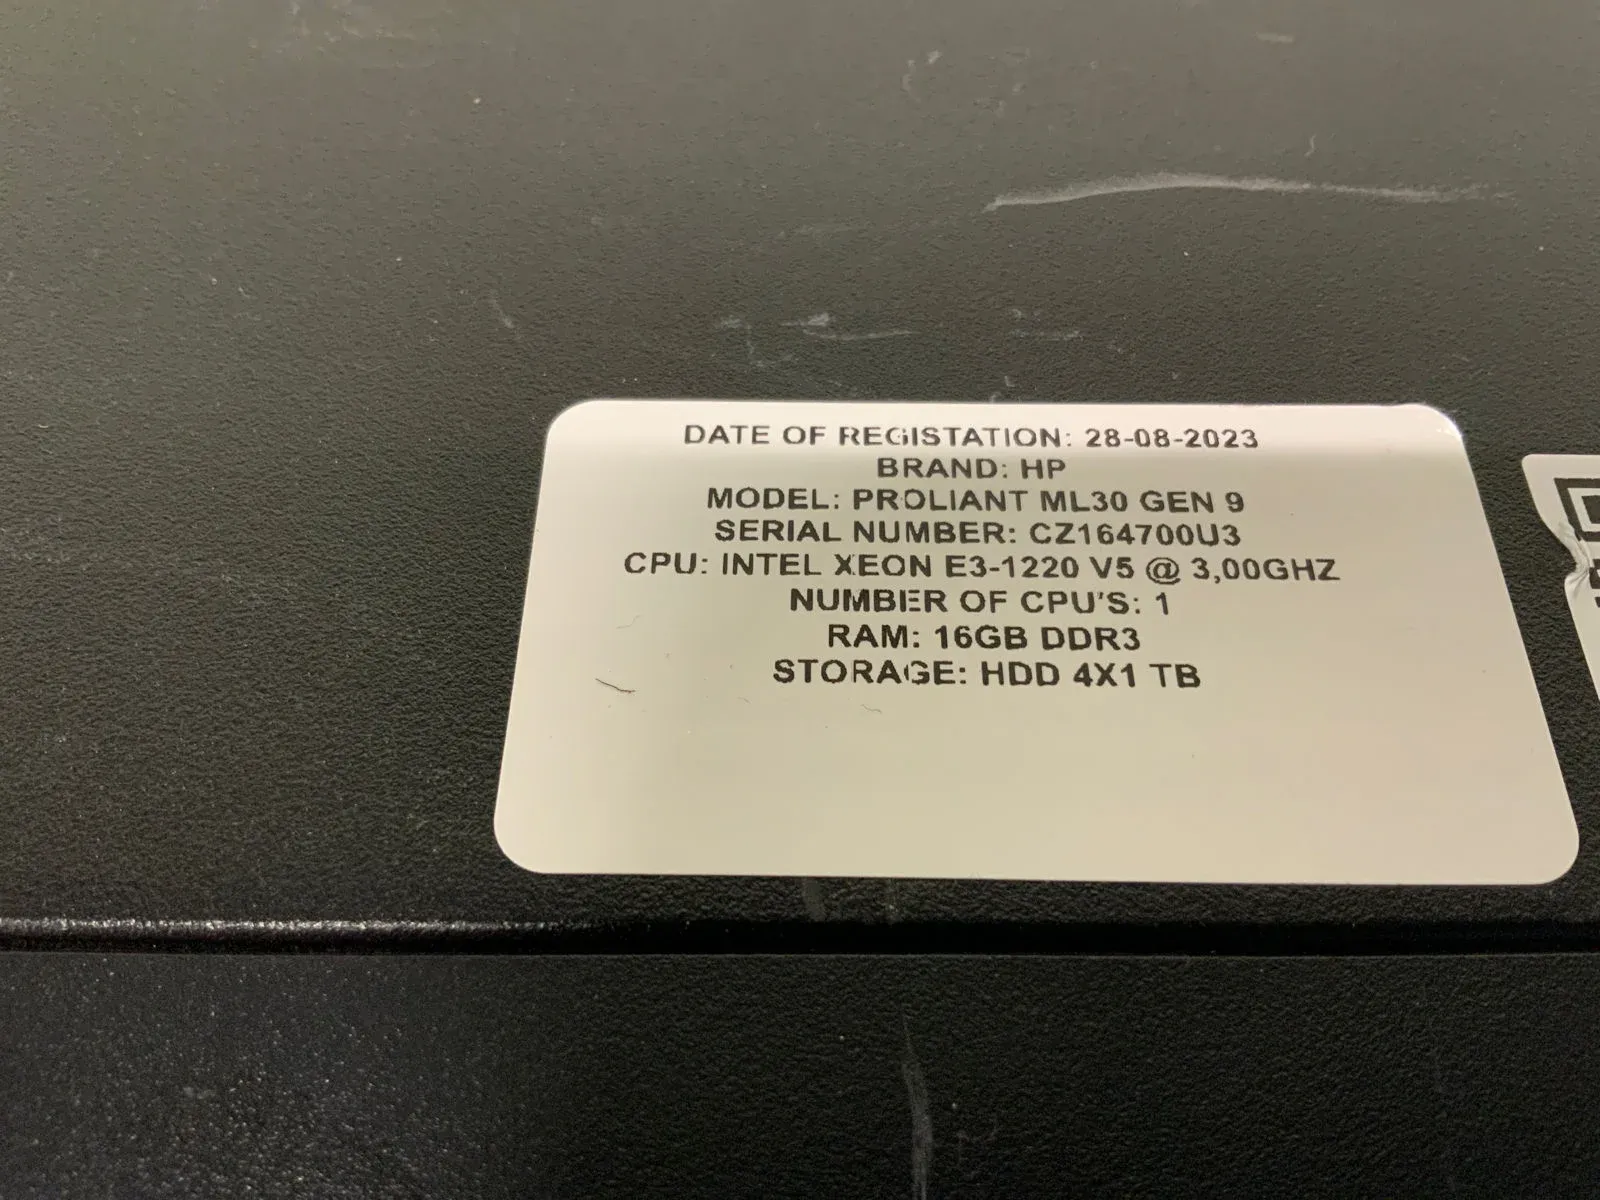 DATE OF REGISTATION: 28-08-2023
BRAND: HP
MODEL: PROLIANT ML30 GEN 9
SERIAL NUMBER: CZ164700U3
CPU: INTEL XEON E3-1220 V5 @ 3,00GHZ
NUMBER OF CPU'S: 1
RAM: 16GB DDR3
STORAGE: HDD 4X1 TB